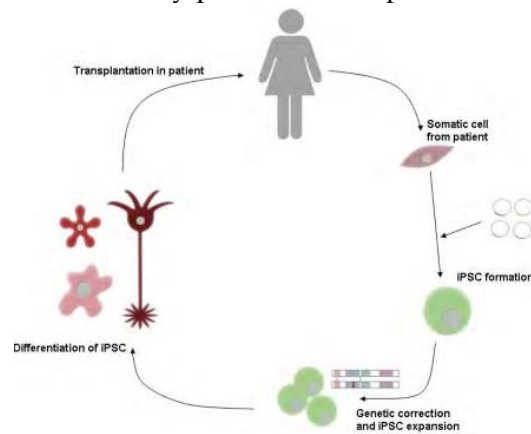 Transplantation in patient
Somatic cell
from patient
iPSC formation
Differentiation of iPSC
Genetic correction
and iPSC expansion